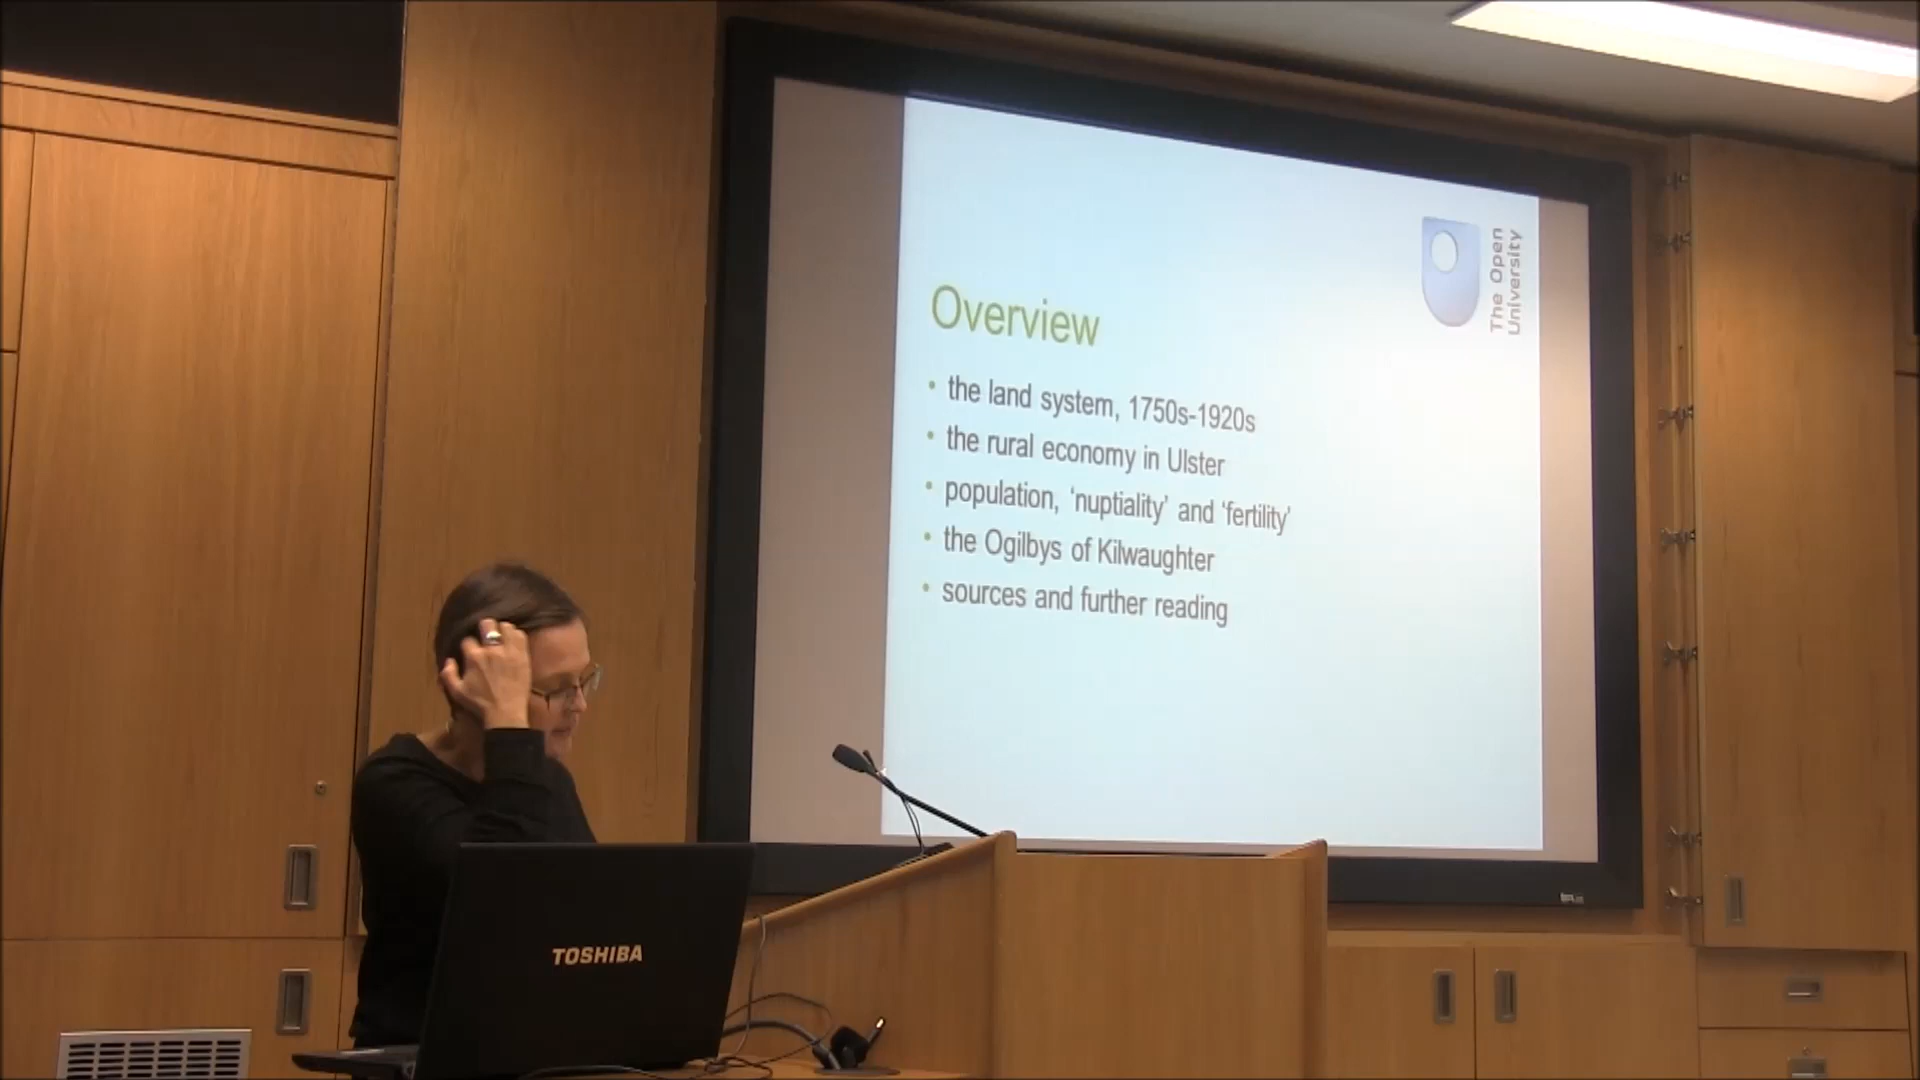 The Open
University
Overview
• the land system, 1750s-1920s
• the rural economy in Ulster
• population, ‘nuptiality’ and ‘fertility’
• the Ogilbys of Kilwaughter
• sources and further reading
TOSHIBA